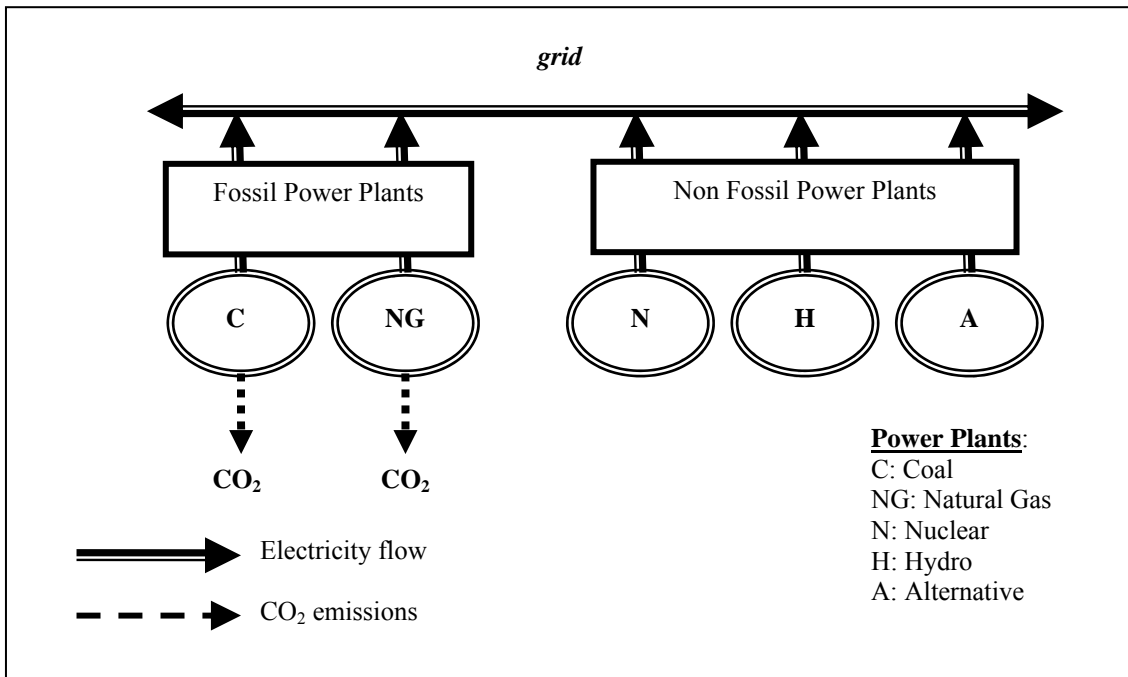 grid
Fossil Power Plants
Non Fossil Power Plants
C
NG
N
H
A
CO₂
CO₂
Power Plants:
C: Coal
NG: Natural Gas
N: Nuclear
H: Hydro
A: Alternative
Electricity flow
CO₂ emissions